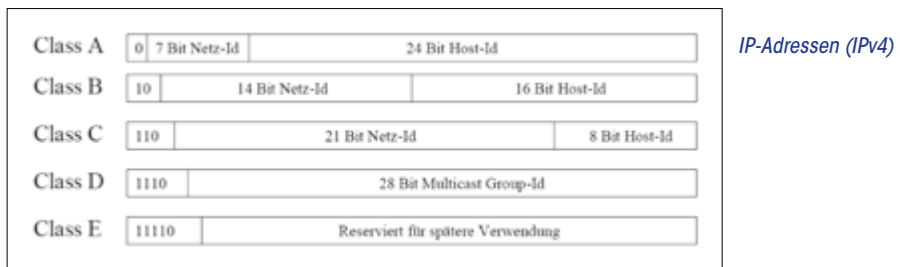 Class A 0 7 Bit Netz-Id 24 Bit Host-Id
Class B 10 14 Bit Netz-Id 16 Bit Host-Id
Class C 110 21 Bit Netz-Id 8 Bit Host-Id
Class D 1110 28 Bit Multicast Group-Id
Class E 11110 Reserviert für spätere Verwendung
IP-Adressen (IPv4)